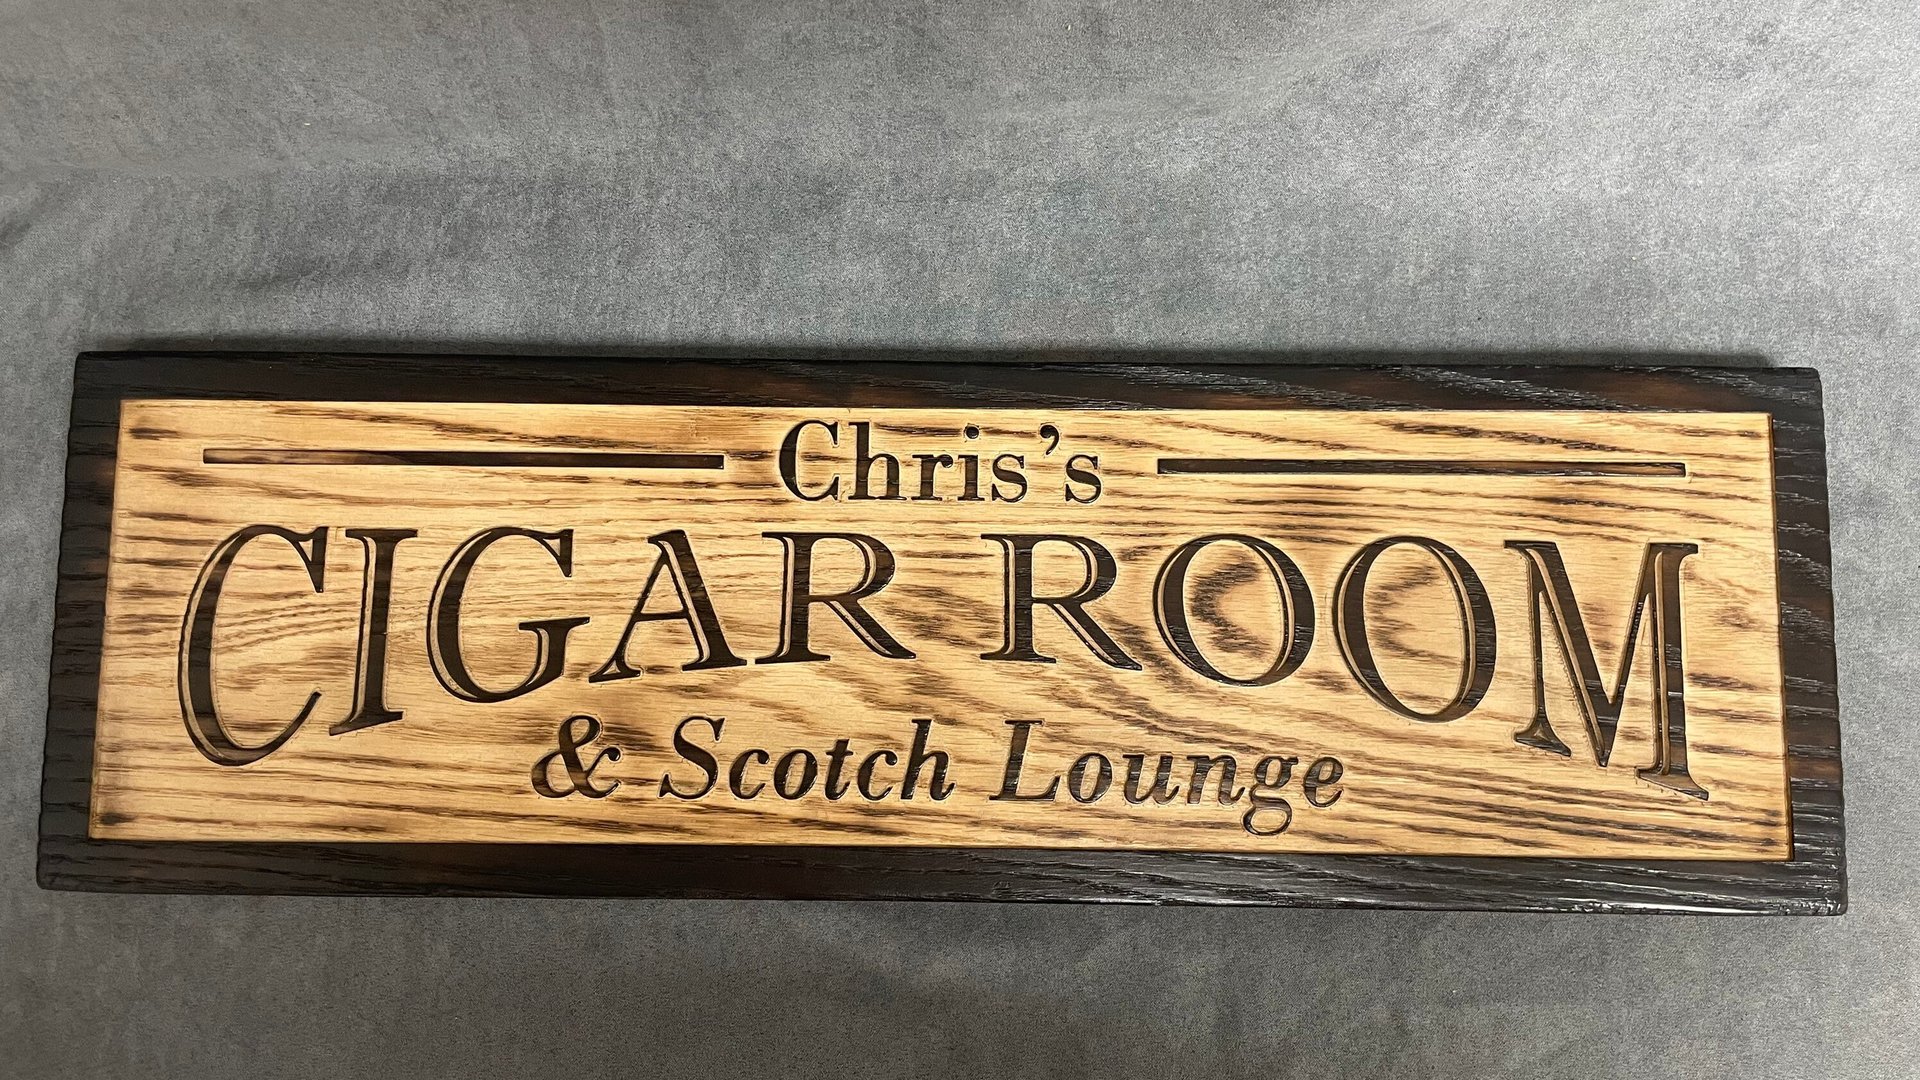 Chris's
CIGAR ROOM
& Scotch Lounge